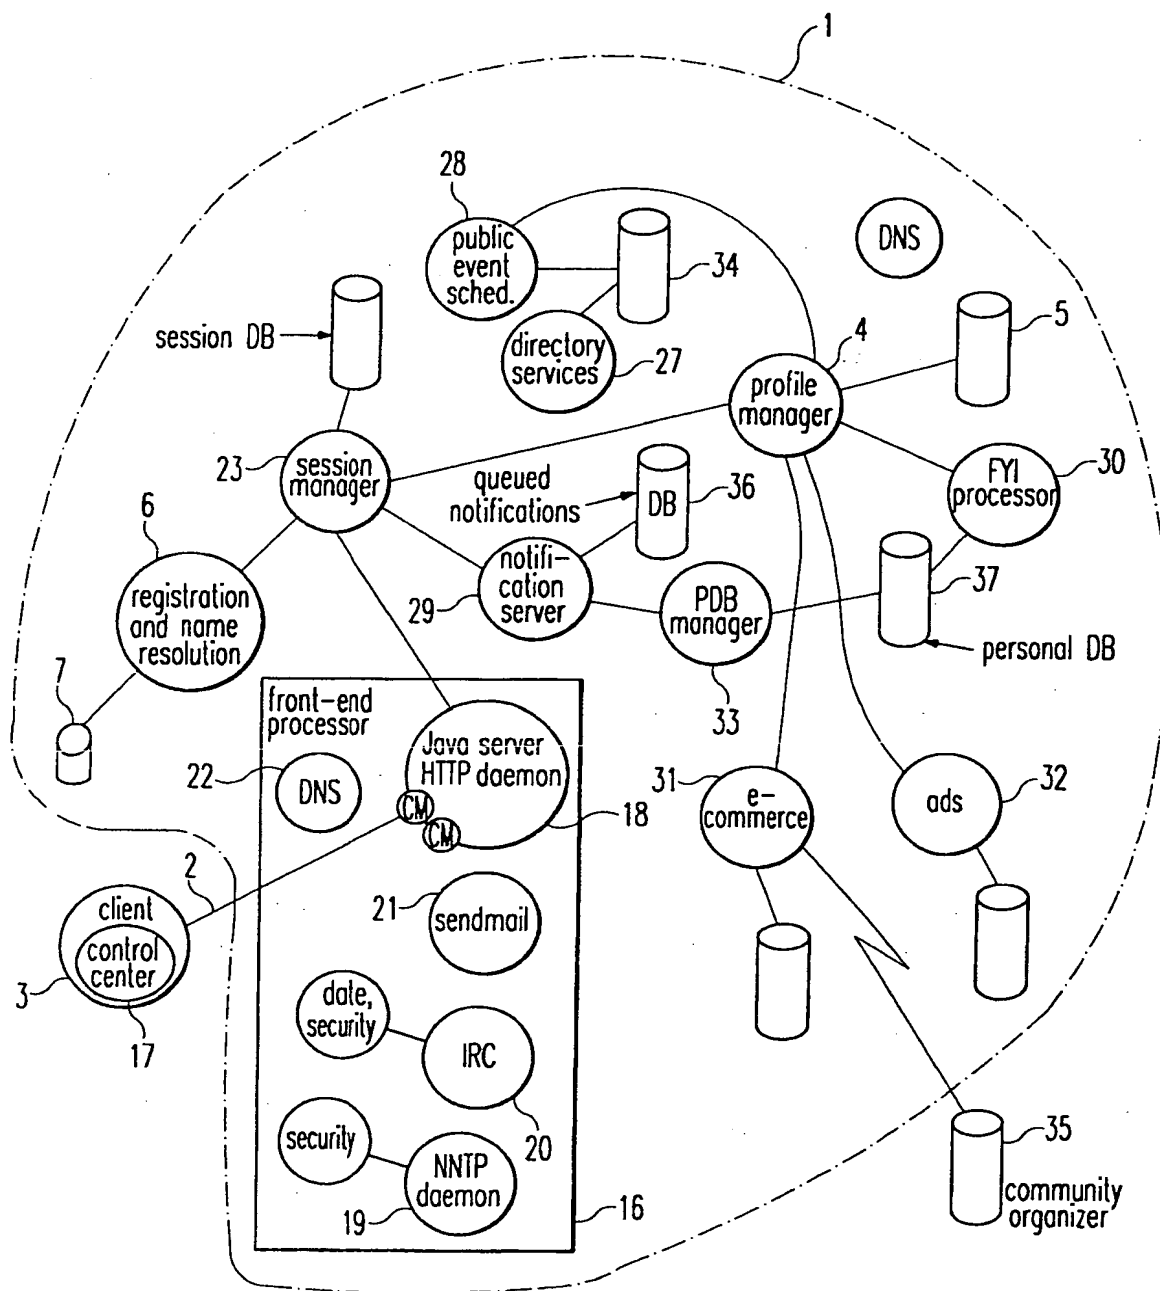 1
28
public
event
sched.
34
DNS
5
session DB
directory
services
27
4
profile
manager
23
session
manager
queued
notifications
DB
36
FYI
processor
30
6
registration
and name
resolution
notifi-
cation
server
29
PDB
manager
33
37
personal DB
7
front-end
processor
22
DNS
Java server
HTTP daemon
CM
CM
18
31
e-
commerce
ads
32
2
client
control
center
3
17
21
sendmail
date,
security
IRC
20
security
NNTP
daemon
19
16
35
community
organizer